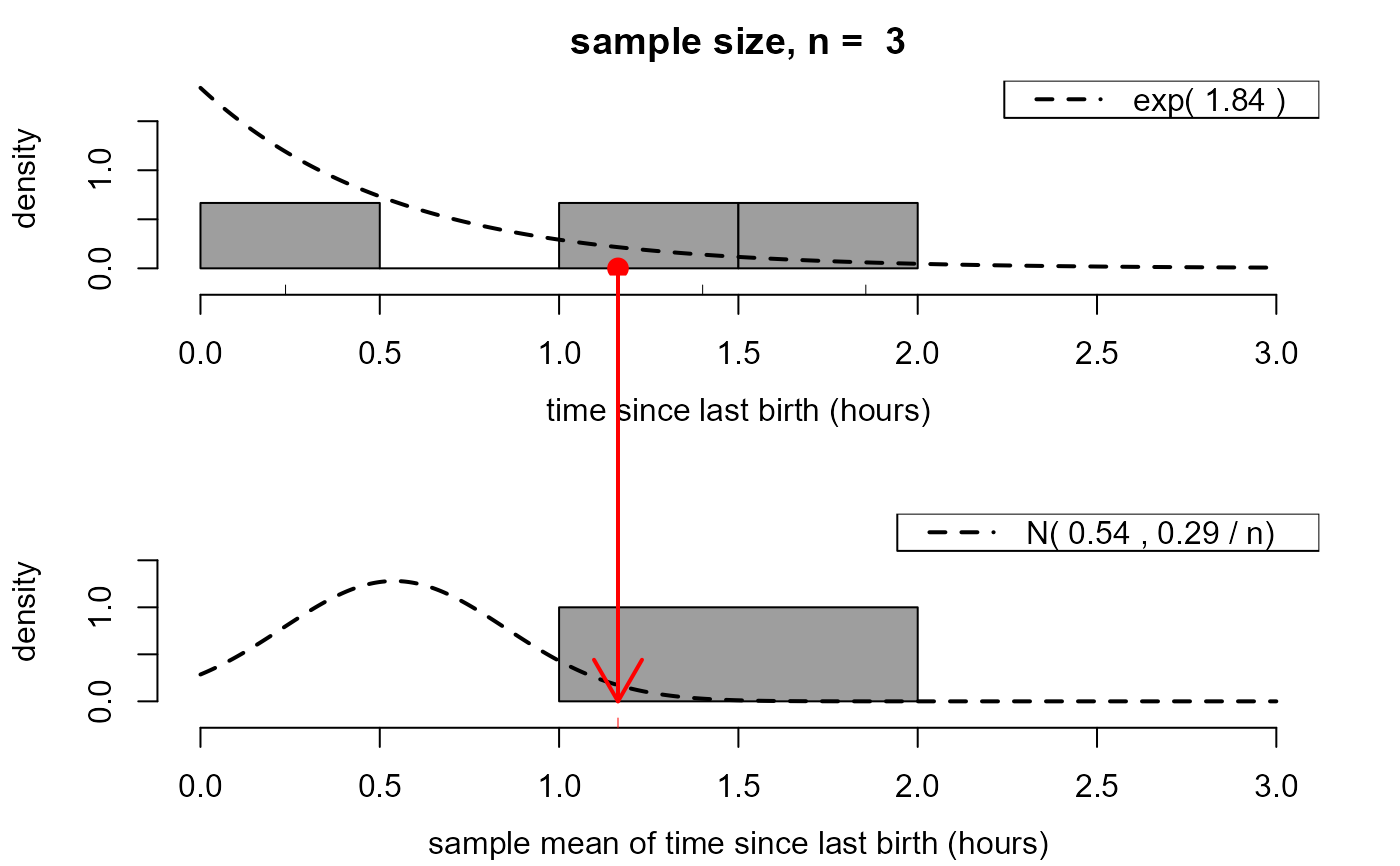 sample size, n =  3
exp( 1.84 )
density
1.0
0.0
0.0 0.5 1.0 1.5 2.0 2.5 3.0
time since last birth (hours)
N( 0.54 , 0.29 / n)
density
1.0
0.0
0.0 0.5 1.0 1.5 2.0 2.5 3.0
sample mean of time since last birth (hours)